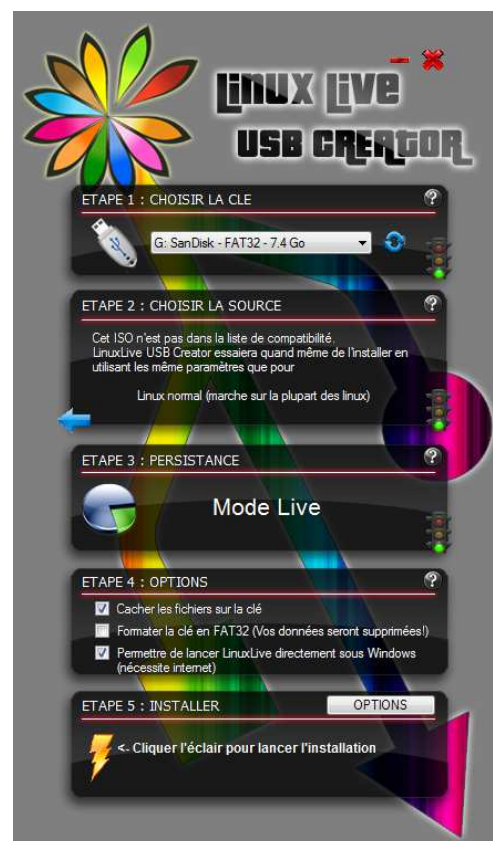 Linux Live
USB CREATOR
ETAPE 1 : CHOISIR LA CLE
?
G: SanDisk - FAT32 - 7.4 Go
ETAPE 2 : CHOISIR LA SOURCE
?
Cet ISO n'est pas dans la liste de compatibilité.
LinuxLive USB Creator essaiera quand même de l'installer en
utilisant les même paramètres que pour
Linux normal (marche sur la plupart des linux)
ETAPE 3 : PERSISTANCE
?
Mode Live
ETAPE 4 : OPTIONS
?
Cacher les fichiers sur la clé
Formater la clé en FAT32 (Vos données seront supprimées!)
Permettre de lancer LinuxLive directement sous Windows
(nécessite internet)
ETAPE 5 : INSTALLER
OPTIONS
<- Cliquer l'éclair pour lancer l'installation